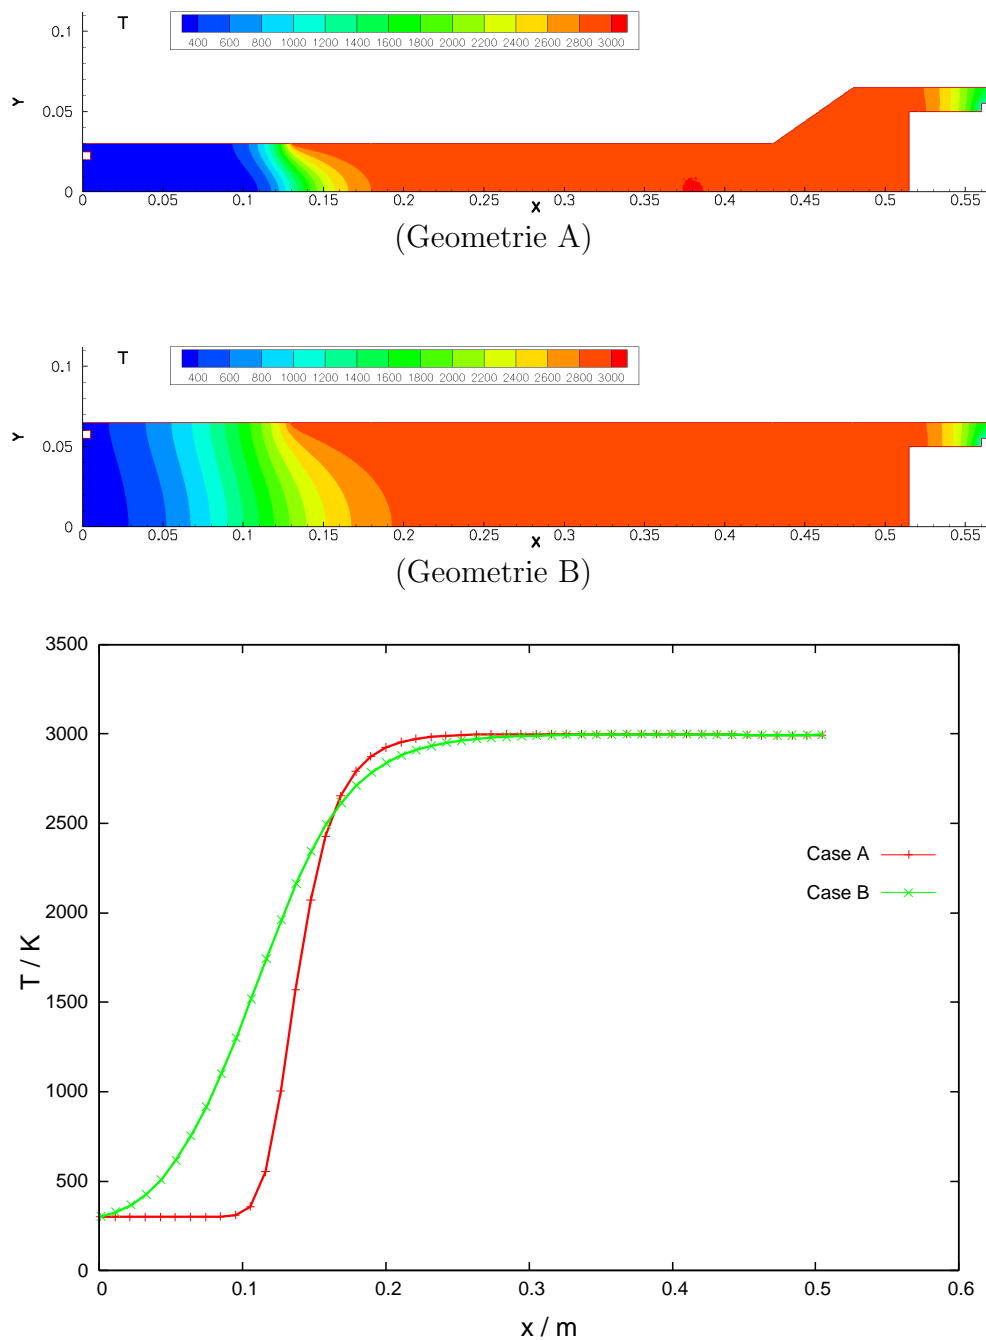 0.1
T
400 600 800 1000 1200 1400 1600 1800 2000 2200 2400 2600 2800 3000
Y
0.05
0
0 0.05 0.1 0.15 0.2 0.25 0.3 0.35 0.4 0.45 0.5 0.55
X
(Geometrie A)
0.1
T
400 600 800 1000 1200 1400 1600 1800 2000 2200 2400 2600 2800 3000
Y
0.05
0
0 0.05 0.1 0.15 0.2 0.25 0.3 0.35 0.4 0.45 0.5 0.55
X
(Geometrie B)
3500
3000
2500
Case A
Case B
2000
T / K
1500
1000
500
0
0 0.1 0.2 0.3 0.4 0.5 0.6
x / m